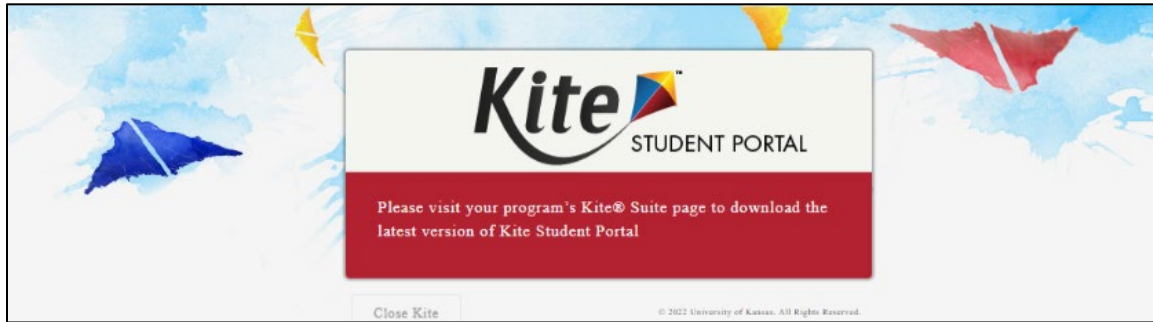 Kite™
STUDENT PORTAL
Please visit your program's Kite® Suite page to download the
latest version of Kite Student Portal
Close Kite
© 2022 University of Kansas. All Rights Reserved.